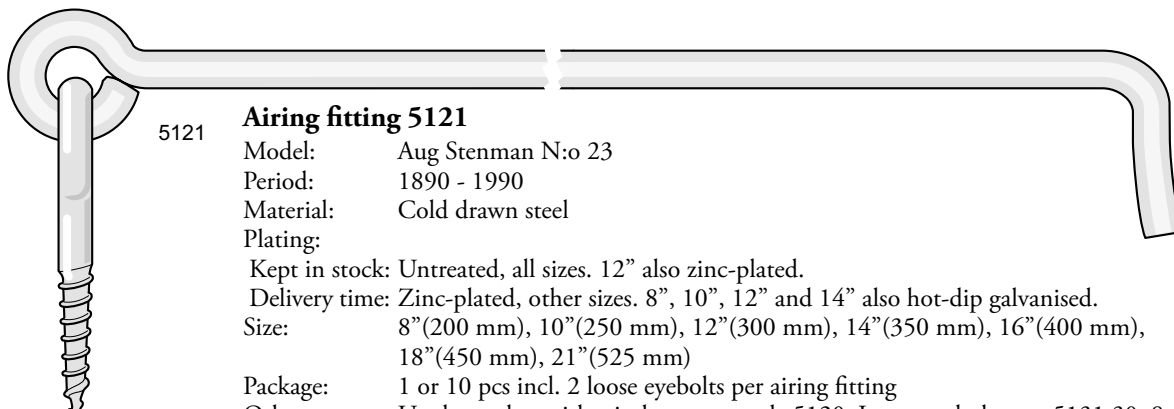 5121
Airing fitting 5121
Model: Aug Stenman N:o 23
Period: 1890 - 1990
Material: Cold drawn steel
Plating:
Kept in stock: Untreated, all sizes. 12” also zinc-plated.
Delivery time: Zinc-plated, other sizes. 8”, 10”, 12” and 14” also hot-dip galvanised.
Size: 8”(200 mm), 10”(250 mm), 12”(300 mm), 14”(350 mm), 16”(400 mm),
18”(450 mm), 21”(525 mm)
Package: 1 or 10 pcs incl. 2 loose eyebolts per airing fitting